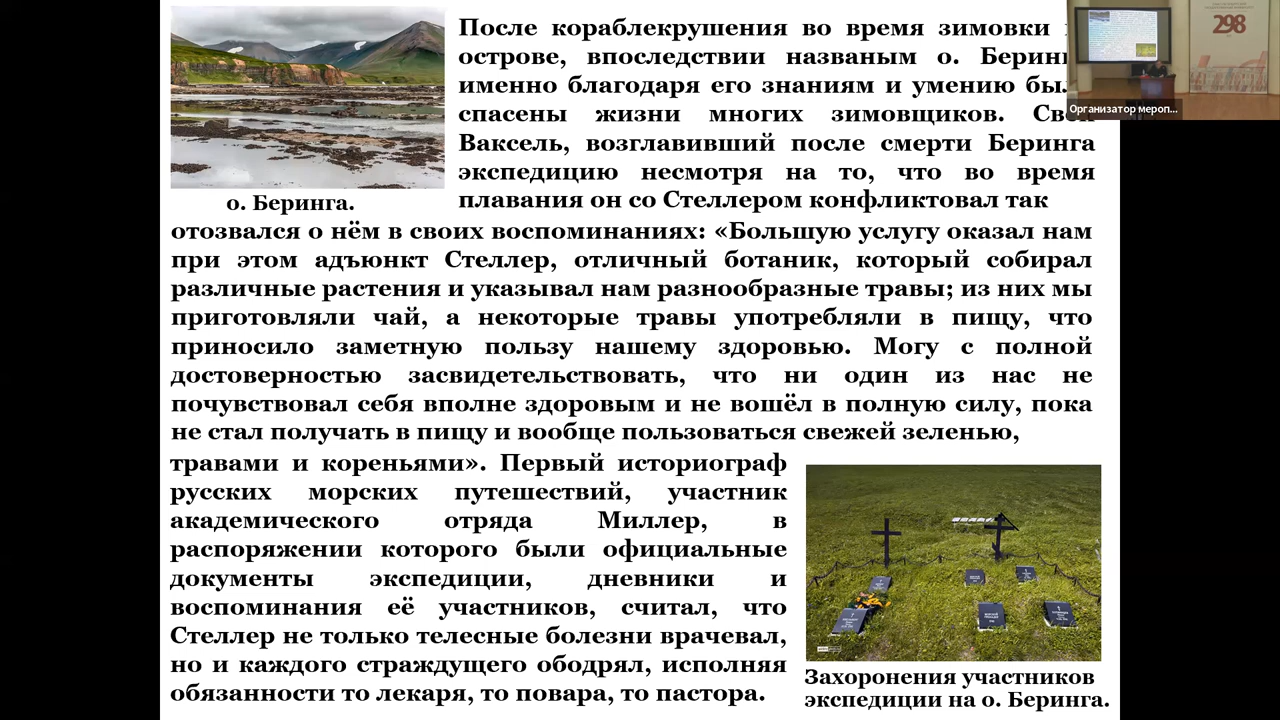 После кораблекрушения во время зимовки
острове, впоследствии названым о. Беринга
именно благодаря его знаниям и умению были
спасены жизни многих зимовщиков. Свен
Ваксель, возглавивший после смерти Беринга
экспедицию несмотря на то, что во время
плавания он со Стеллером конфликтовал так
о. Беринга.
отозвался о нём в своих воспоминаниях: «Большую услугу оказал нам
при этом адъюнкт Стеллер, отличный ботаник, который собирал
различные растения и указывал нам разнообразные травы; из них мы
приготовляли чай, а некоторые травы употребляли в пищу, что
приносило заметную пользу нашему здоровью. Могу с полной
достоверностью засвидетельствовать, что ни один из нас не
почувствовал себя вполне здоровым и не вошёл в полную силу, пока
не стал получать в пищу и вообще пользоваться свежей зеленью,
травами и кореньями». Первый историограф
русских морских путешествий, участник
академического отряда Миллер, в
распоряжении которого были официальные
документы экспедиции, дневники и
воспоминания её участников, считал, что
Стеллер не только телесные болезни врачевал,
но и каждого страждущего ободрял, исполняя
обязанности то лекаря, то повара, то пастора.
Захоронения участников
экспедиции на о. Беринга.
298
Организатор мероп...